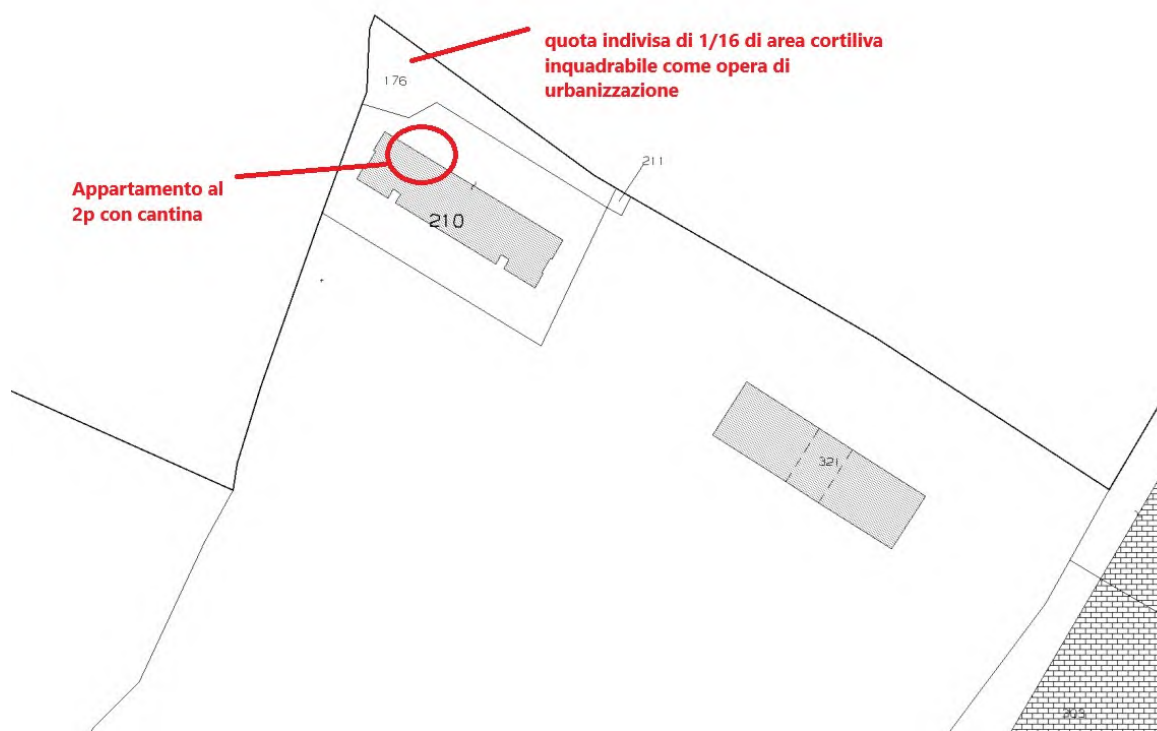 quota indivisa di 1/16 di area cortiliva
inquadrabile come opera di
urbanizzazione
176
211
Appartamento al
2p con cantina
210
321